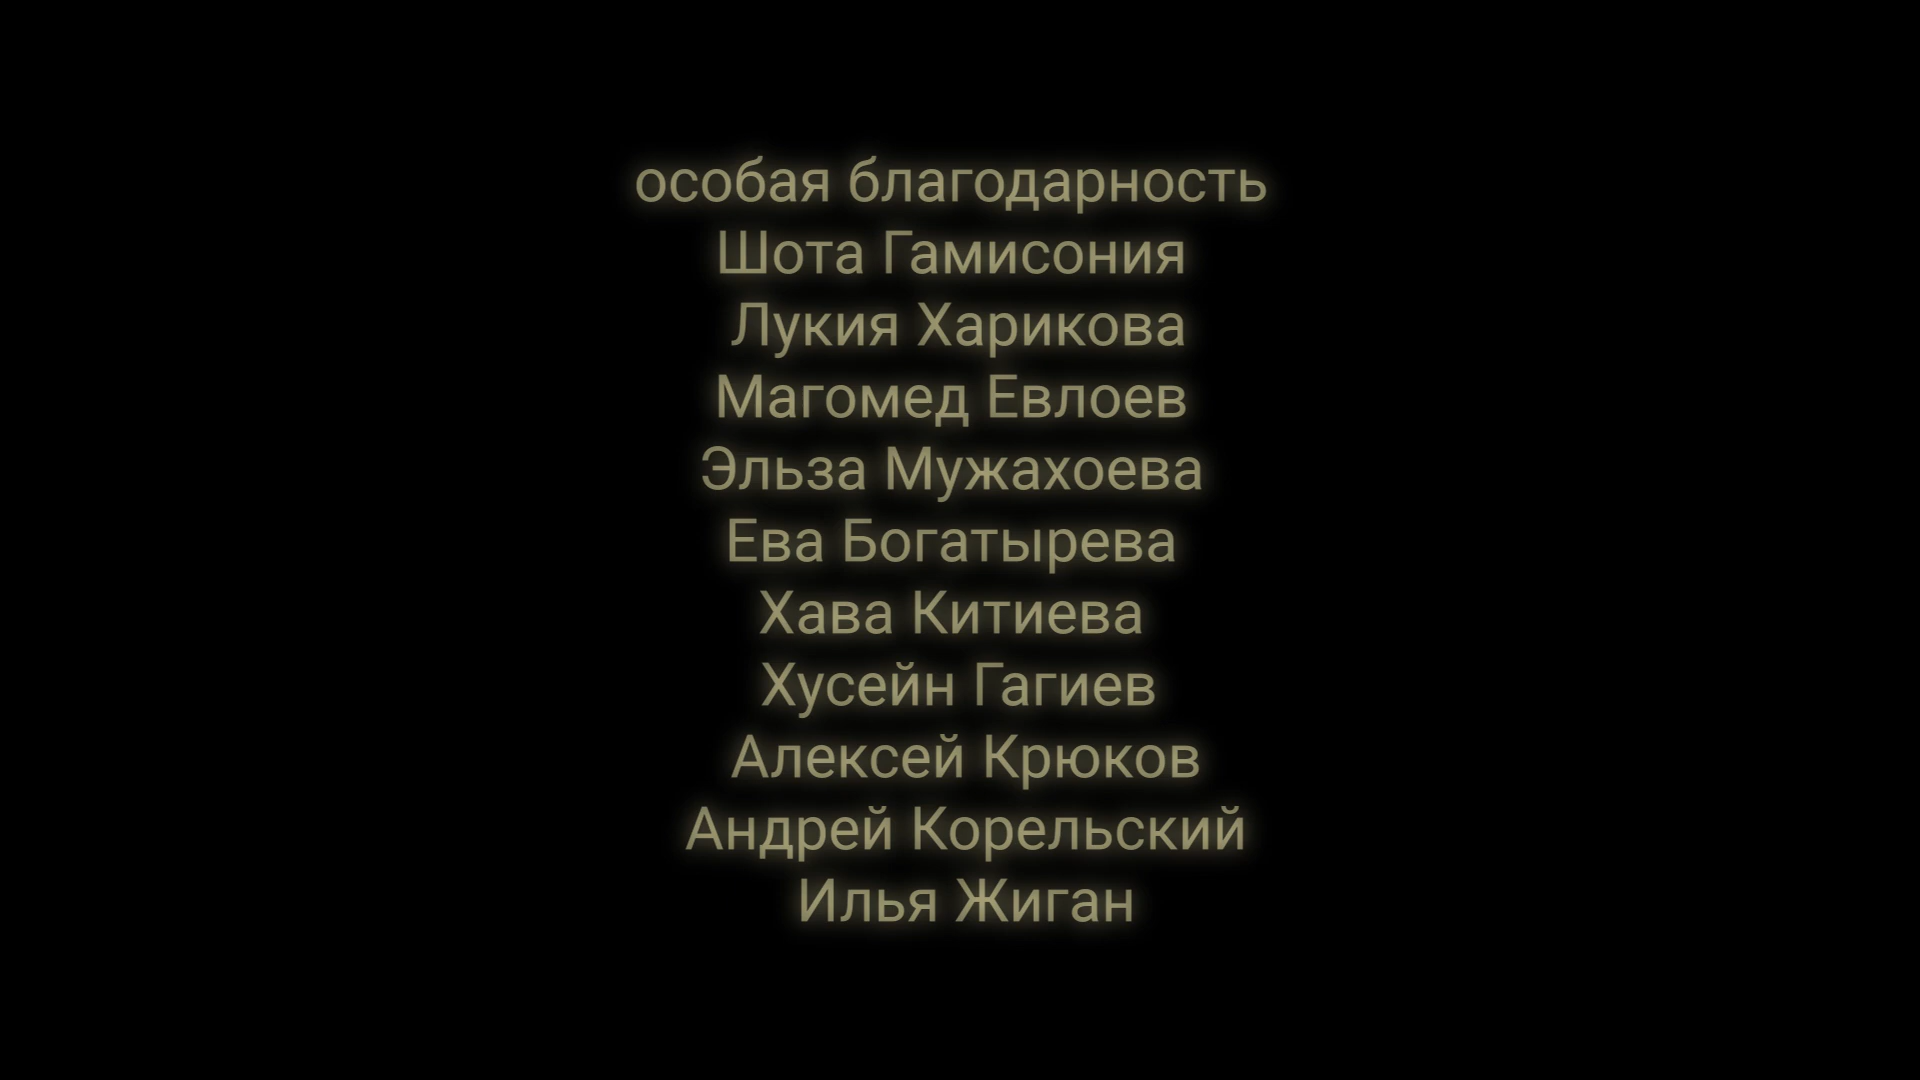 особая благодарность
Шота Гамисония
Лукия Харикова
Магомед Евлоев
Эльза Мужахоева
Ева Богатырева
Хава Китиева
Хусейн Гагиев
Алексей Крюков
Андрей Корельский
Илья Жиган